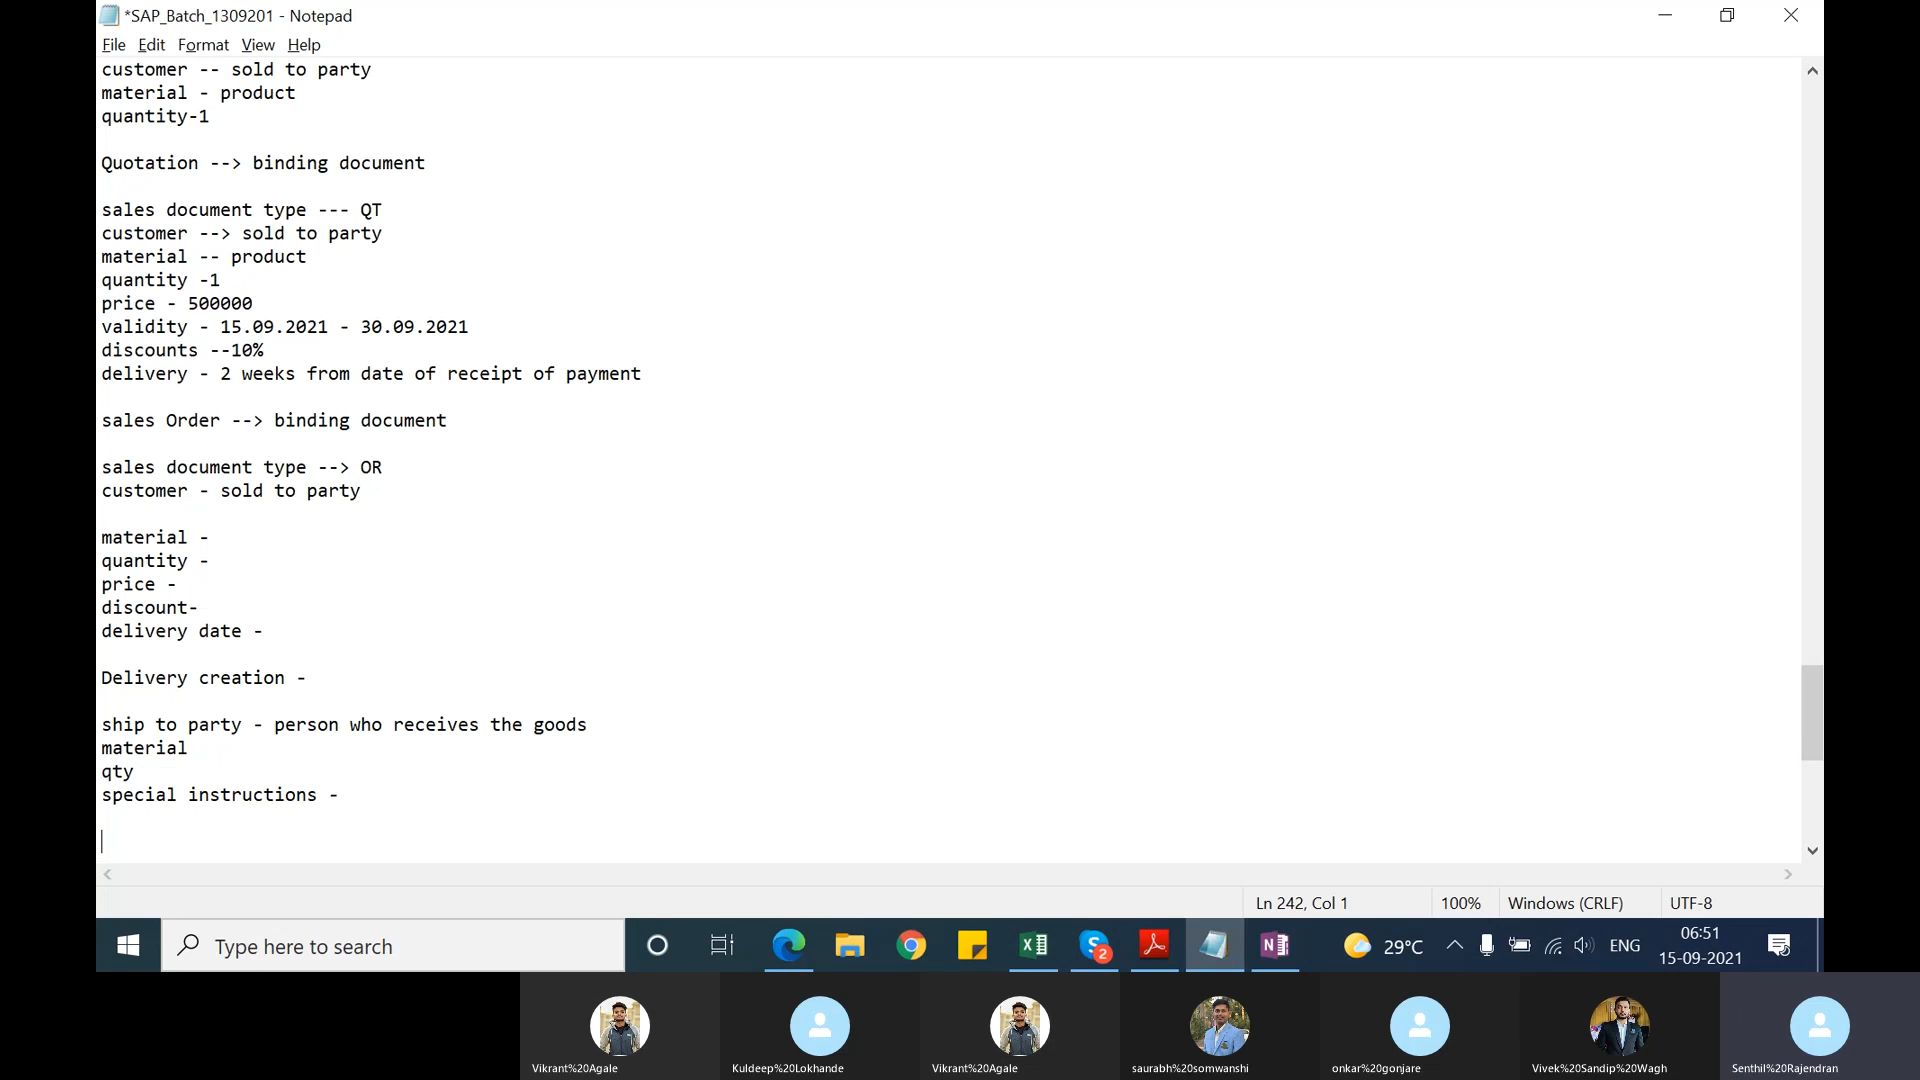 *SAP_Batch_1309201 - Notepad
File Edit Format View Help
customer -- sold to party
material - product
quantity-1
Quotation --> binding document
sales document type --- QT
customer --> sold to party
material -- product
quantity -1
price - 500000
validity - 15.09.2021 - 30.09.2021
discounts --10%
delivery - 2 weeks from date of receipt of payment
sales Order --> binding document
sales document type --> OR
customer - sold to party
material -
quantity -
price -
discount-
delivery date -
Delivery creation -
ship to party - person who receives the goods
material
qty
special instructions -
Ln 242, Col 1 100% Windows (CRLF) UTF-8
Type here to search
2
29°C
ENG
06:51
15-09-2021
Vikrant%20Agale
Kuldeep%20Lokhande
Vikrant%20Agale
saurabh%20somwanshi
onkar%20gonjare
Vivek%20Sandip%20Wagh
Senthil%20Rajendran